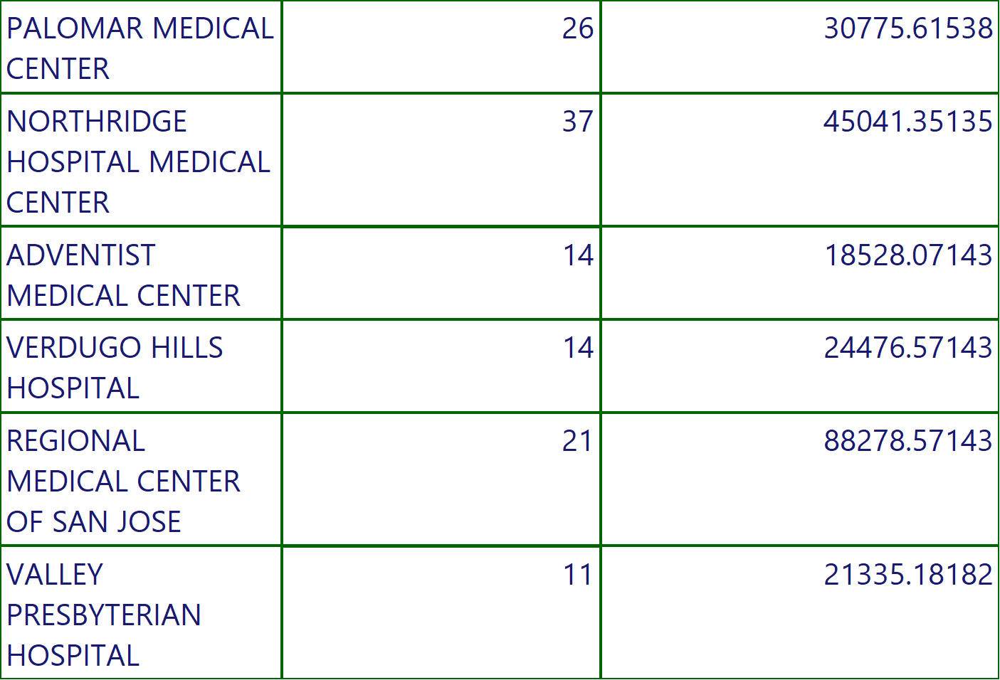 PALOMAR MEDICAL 26 30775.61538
CENTER
NORTHRIDGE 37 45041.35135
HOSPITAL MEDICAL
CENTER
ADVENTIST 14 18528.07143
MEDICAL CENTER
VERDUGO HILLS 14 24476.57143
HOSPITAL
REGIONAL 21 88278.57143
MEDICAL CENTER
OF SAN JOSE
VALLEY 11 21335.18182
PRESBYTERIAN
HOSPITAL